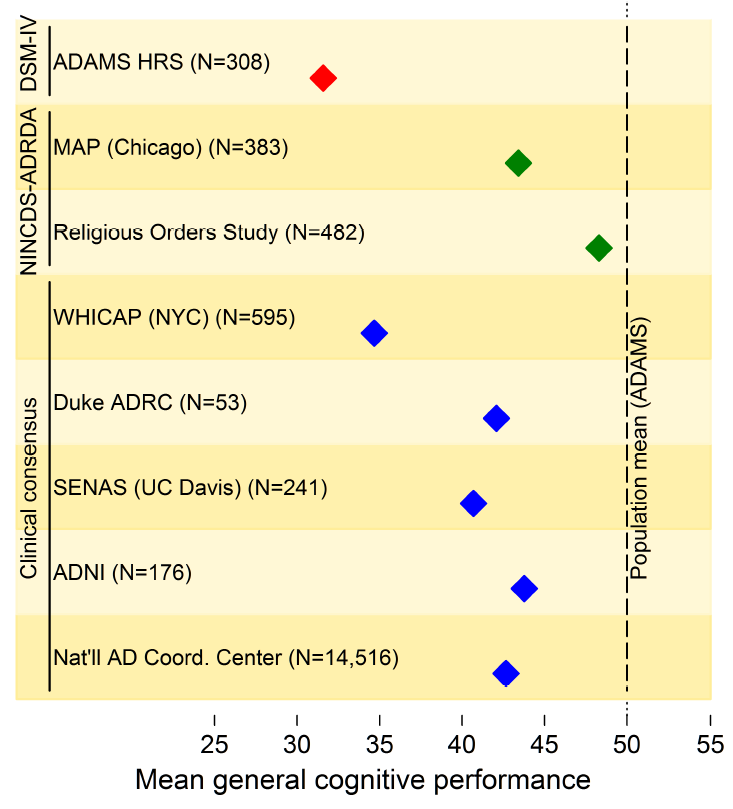 DSM-IV
ADAMS HRS (N=308)
NINCDS-ADRDA
MAP (Chicago) (N=383)
Religious Orders Study (N=482)
Clinical consensus
WHICAP (NYC) (N=595)
Duke ADRC (N=53)
SENAS (UC Davis) (N=241)
ADNI (N=176)
Nat'll AD Coord. Center (N=14,516)
Population mean (ADAMS)
25 30 35 40 45 50 55
Mean general cognitive performance